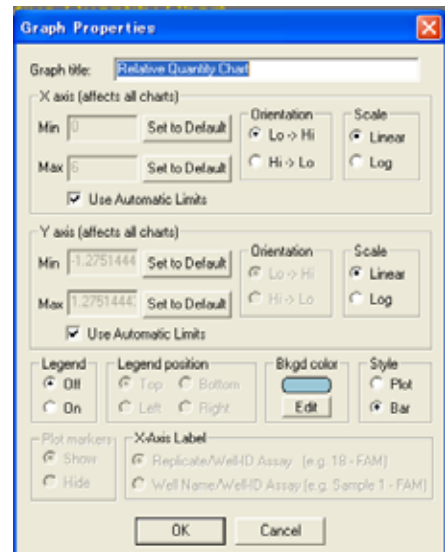 Graph Properties
Graph title: Relative Quantity Chart
X axis (affects all charts)
Min 0 Set to Default
Max 6 Set to Default
Use Automatic Limits
Orientation
Lo -> Hi
Hi -> Lo
Scale
Linear
Log
Y axis (affects all charts)
Min -1.2751444 Set to Default
Max 1.2751444 Set to Default
Use Automatic Limits
Orientation
Lo -> Hi
Hi -> Lo
Scale
Linear
Log
Legend
Off
On
Legend position
Top Bottom
Left Right
Bkgd color
Edit
Style
Plot
Bar
Plot markers
Show
Hide
X-Axis Label
Replicate/Well-ID Assay (e.g. 18 - FAM)
Well Name/Well-ID Assay (e.g. Sample 1 - FAM)
OK Cancel